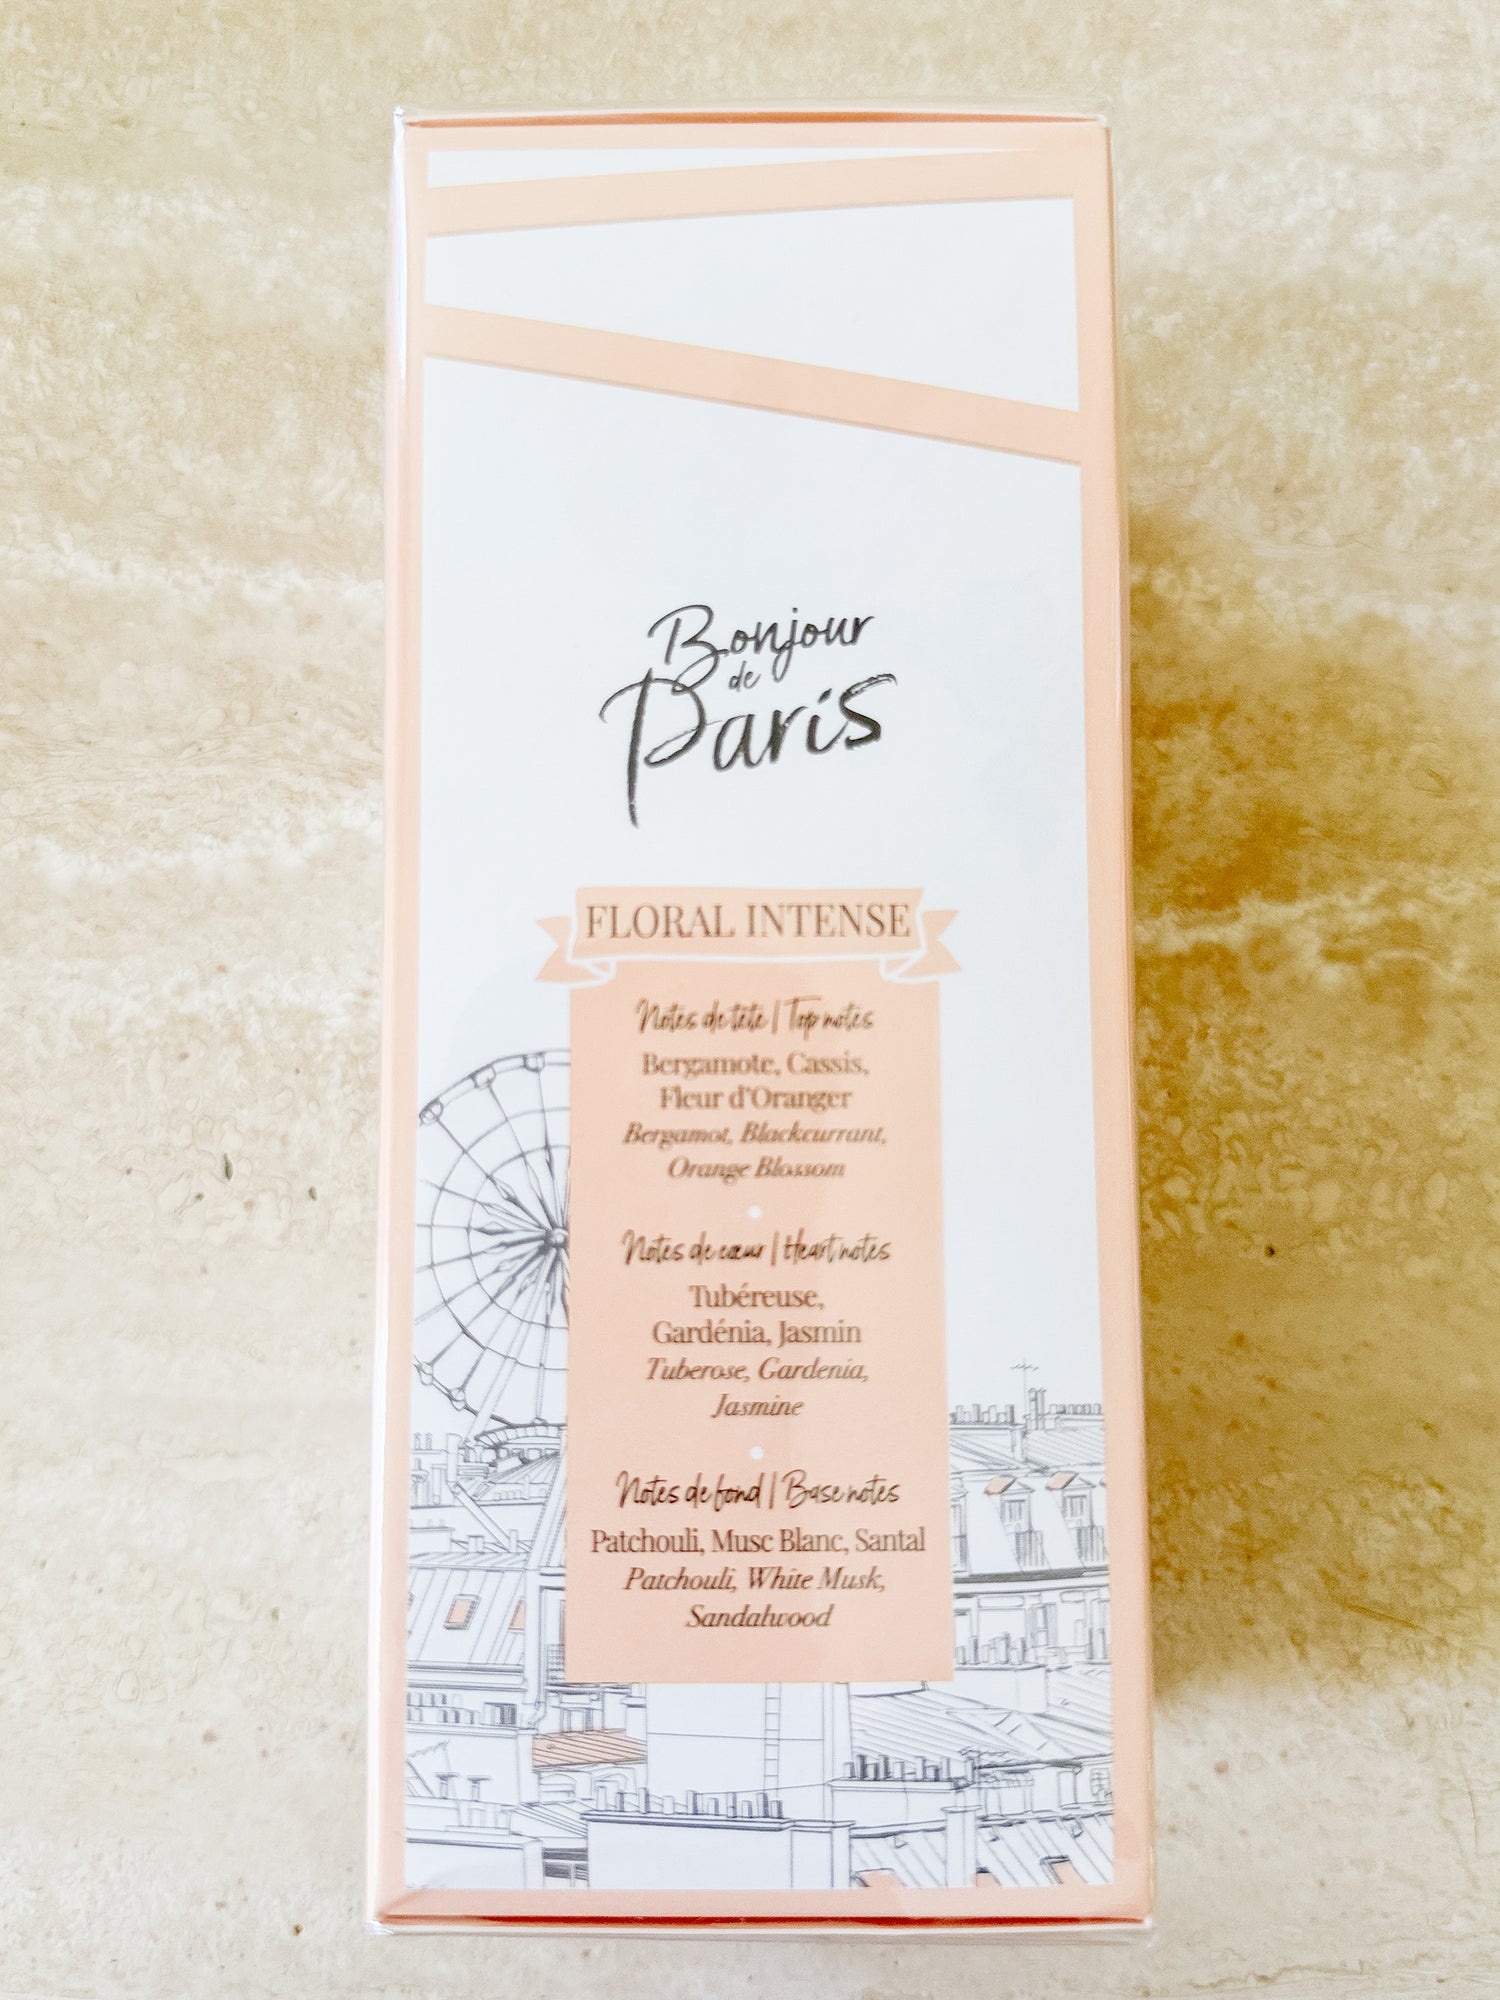 Bonjour
de
Paris
FLORAL INTENSE
Notes de tête | Top notes
Bergamote, Cassis,
Fleur d'Oranger
Bergamot, Blackcurrant,
Orange Blossom
Notes de cœur | Heart notes
Tubéreuse,
Gardénia, Jasmin
Tuberose, Gardenia,
Jasmine
Notes de fond | Base notes
Patchouli, Musc Blanc, Santal
Patchouli, White Musk,
Sandalwood